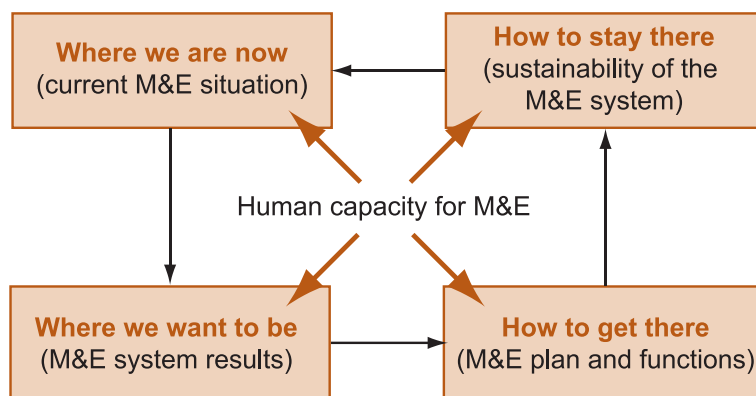 Where we are now
(current M&E situation)
How to stay there
(sustainability of the
M&E system)
Human capacity for M&E
Where we want to be
(M&E system results)
How to get there
(M&E plan and functions)